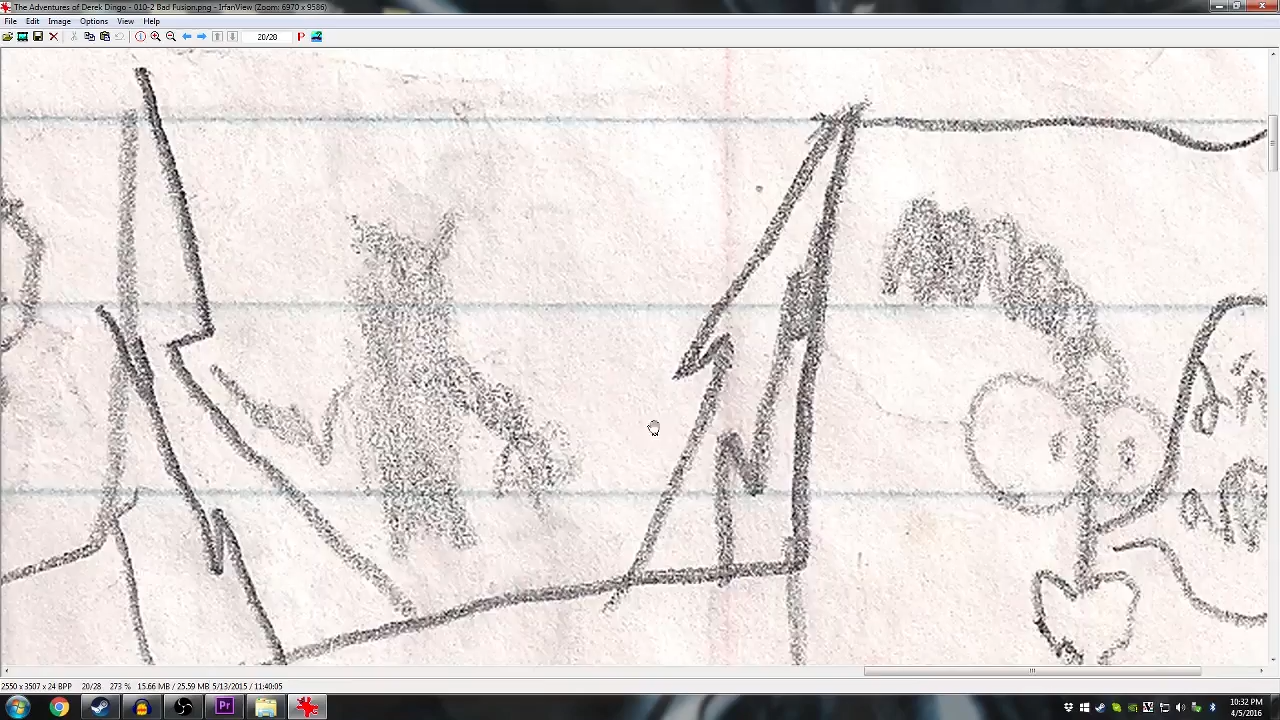 The Adventures of Derek Dingo - 010-2 Bad Fusion.png - IrfanView (Zoom: 6970 x 9586)
File Edit Image Options View Help
20/28
2550 x 3507 x 24 BPP 20/28 273 % 15.66 MB / 25.59 MB 5/13/2015 / 11:40:05
Pr
10:32 PM
4/5/2016